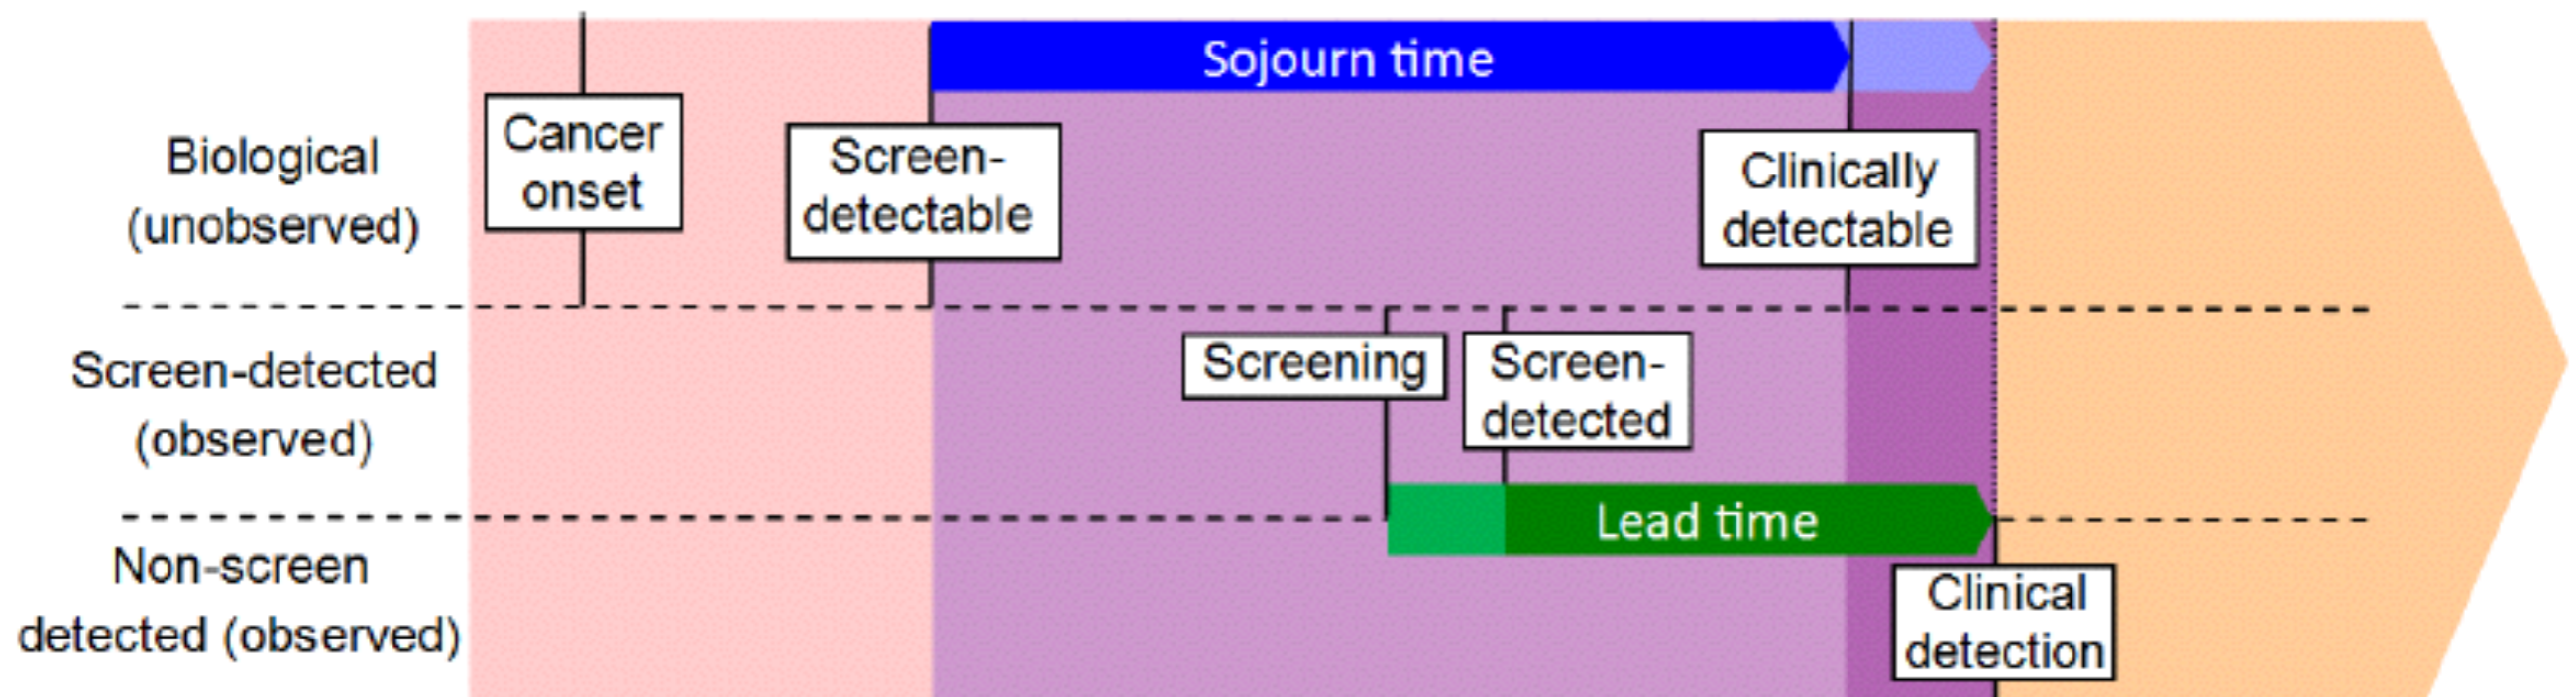 Sojourn time
Biological
(unobserved)
Cancer
onset
Screen-
detectable
Clinically
detectable
Screen-detected
(observed)
Screening
Screen-
detected
Lead time
Non-screen
detected (observed)
Clinical
detection